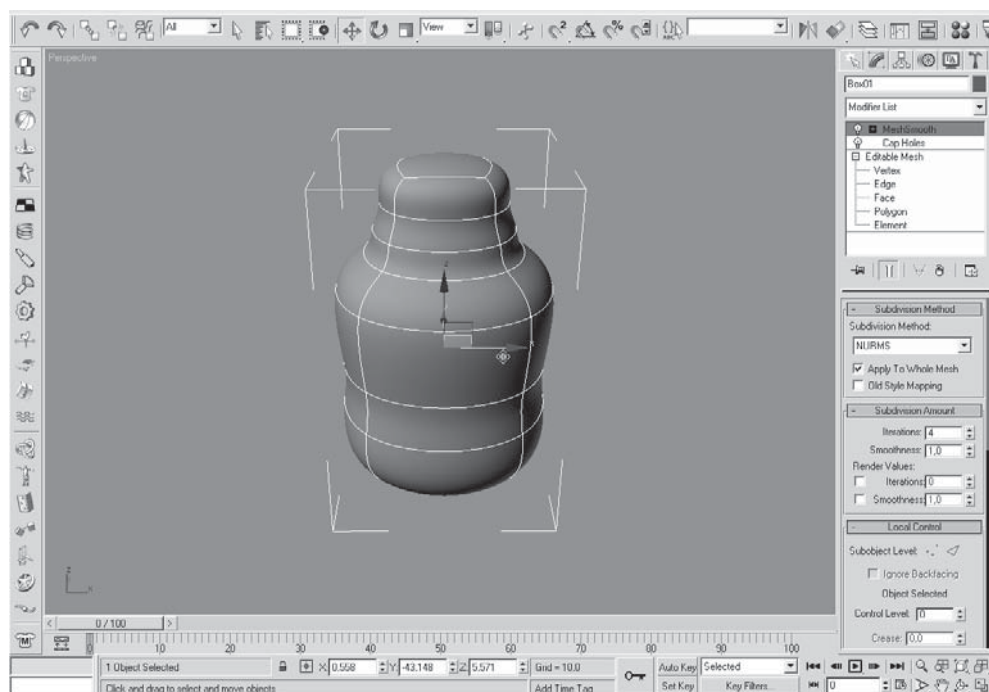 All
View
Perspective
Box01
Modifier List
MeshSmooth
Cap Holes
Editable Mesh
Vertex
Edge
Face
Polygon
Element
- Subdivision Method
Subdivision Method:
NURMS
Apply To Whole Mesh
Old Style Mapping
- Subdivision Amount
Iterations: 4
Smoothness: 1,0
Render Values:
Iterations: 0
Smoothness: 1,0
- Local Control
Subobject Level:
Ignore Backfacing
Object Selected
Control Level: 0
Crease: 0,0
z
x
< 0 / 100 >
0 10 20 30 40 50 60 70 80 90 100
1 Object Selected X: 0.558 Y: -43.148 Z: 5.571 Grid = 10.0 Auto Key Selected
Click and drag to select and move objects Add Time Tag Set Key Key Filters... 0